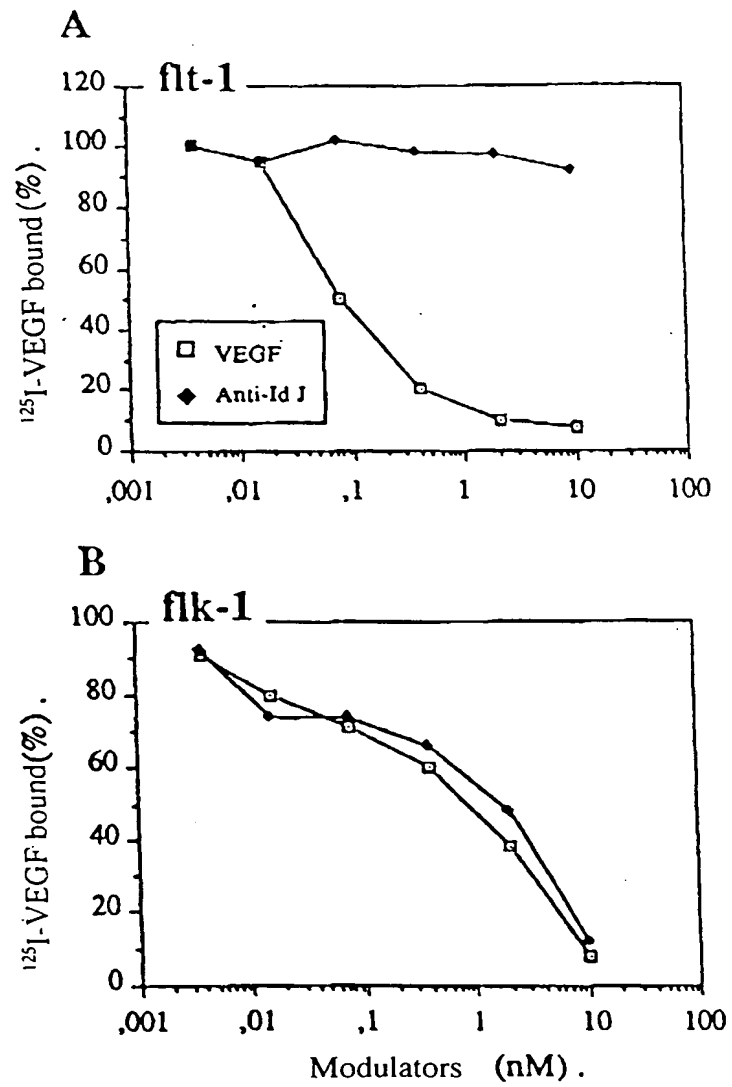 A
flt-1
120
100
80
60
40
20
0
¹²⁵I-VEGF bound (%) .
VEGF
Anti-Id J
,001 ,01 ,1 1 10 100
B
flk-1
100
80
60
40
20
0
¹²⁵I-VEGF bound(%) .
,001 ,01 ,1 1 10 100
Modulators (nM) .